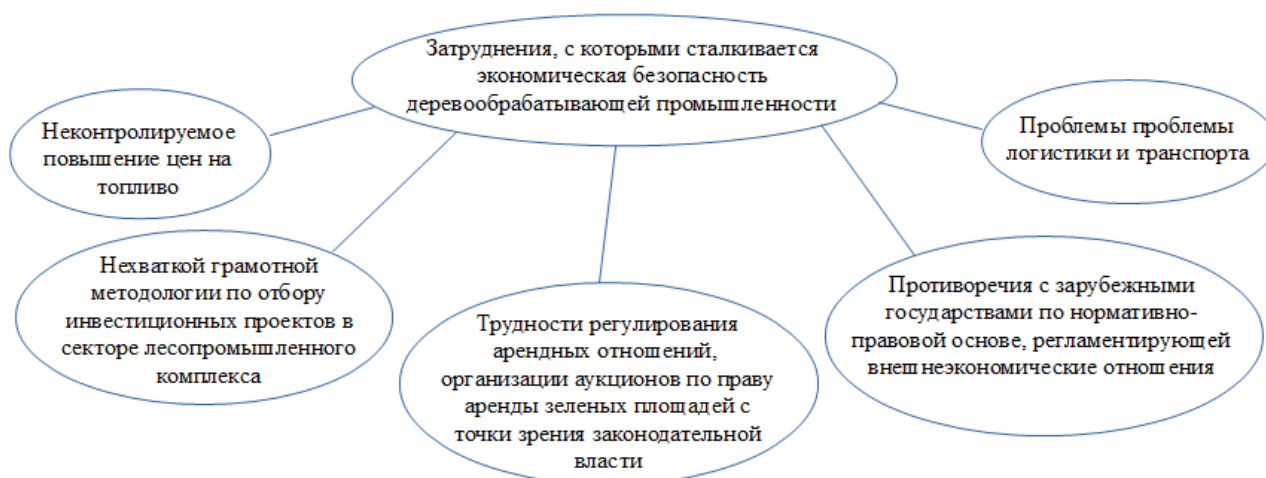 Затруднения, с которыми сталкивается
экономическая безопасность
деревообрабатывающей промышленности
Неконтролируемое
повышение цен на
топливо
Проблемы проблемы
логистики и транспорта
Нехваткой грамотной
методологии по отбору
инвестиционных проектов в
секторе лесопромышленного
комплекса
Трудности регулирования
арендных отношений,
организации аукционов по праву
аренды зеленых площадей с
точки зрения законодательной
власти
Противоречия с зарубежными
государствами по нормативно-
правовой основе, регламентирующей
внешнеэкономические отношения